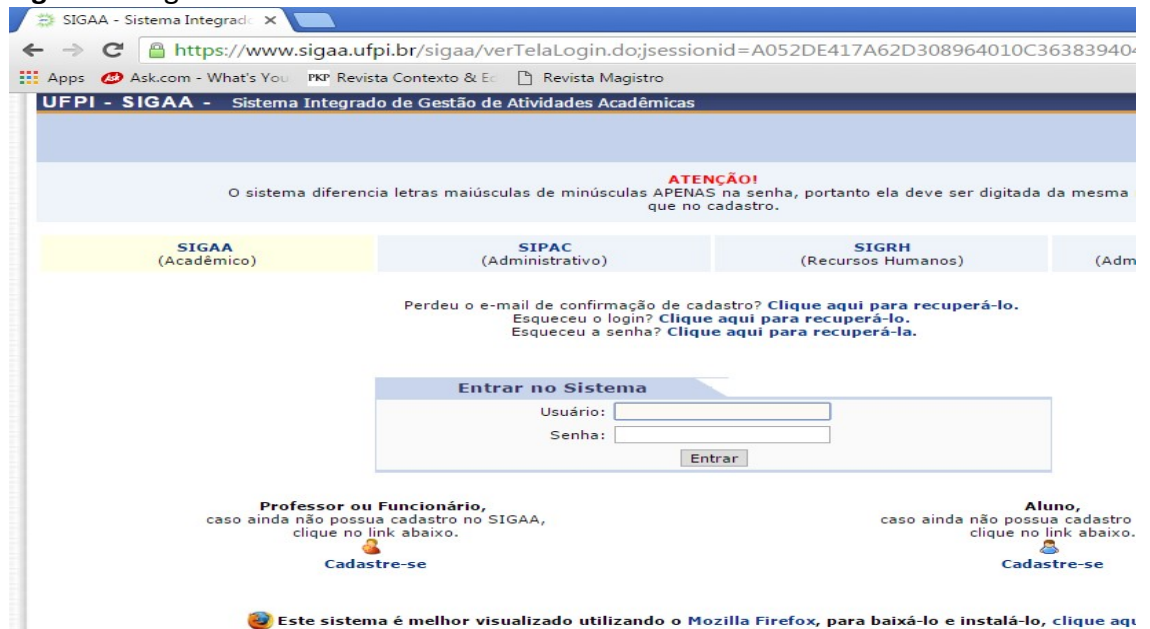 SIGAA - Sistema Integrad
https://www.sigaa.ufpi.br/sigaa/verTelaLogin.do;jsessionid=A052DE417A62D308964010C36383940
Apps Ask.com - What's You PKP Revista Contexto & Ec Revista Magistro
UFPI - SIGAA - Sistema Integrado de Gestão de Atividades Acadêmicas
ATENÇÃO!
O sistema diferencia letras maiúsculas de minúsculas APENAS na senha, portanto ela deve ser digitada da mesma
que no cadastro.
SIGAA SIPAC SIGRH
(Acadêmico) (Administrativo) (Recursos Humanos) (Adm
Perdeu o e-mail de confirmação de cadastro? Clique aqui para recuperá-lo.
Esqueceu o login? Clique aqui para recuperá-lo.
Esqueceu a senha? Clique aqui para recuperá-la.
Entrar no Sistema
Usuário:
Senha:
Entrar
Professor ou Funcionário, Aluno,
caso ainda não possua cadastro no SIGAA, caso ainda não possua cadastro
clique no link abaixo. clique no link abaixo.
Cadastre-se Cadastre-se
Este sistema é melhor visualizado utilizando o Mozilla Firefox, para baixá-lo e instalá-lo, clique aqu